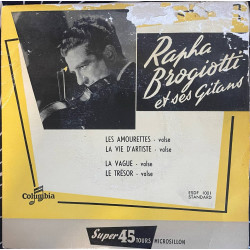 Rapha
Brogiotti
et ses Gitans
LES AMOURETTES - valse
LA VIE D'ARTISTE - valse
LA VAGUE - valse
LE TRÉSOR - valse
ESDF 1051
STANDARD
Columbia
Super 45 TOURS MICROSILLON